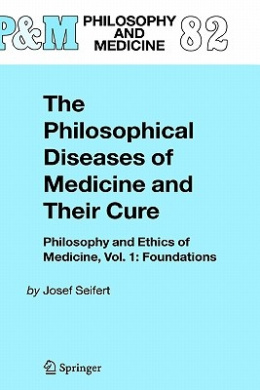 P&M PHILOSOPHY AND MEDICINE 82
The
Philosophical
Diseases of
Medicine and
Their Cure
Philosophy and Ethics of
Medicine, Vol. 1: Foundations
by Josef Seifert
Springer